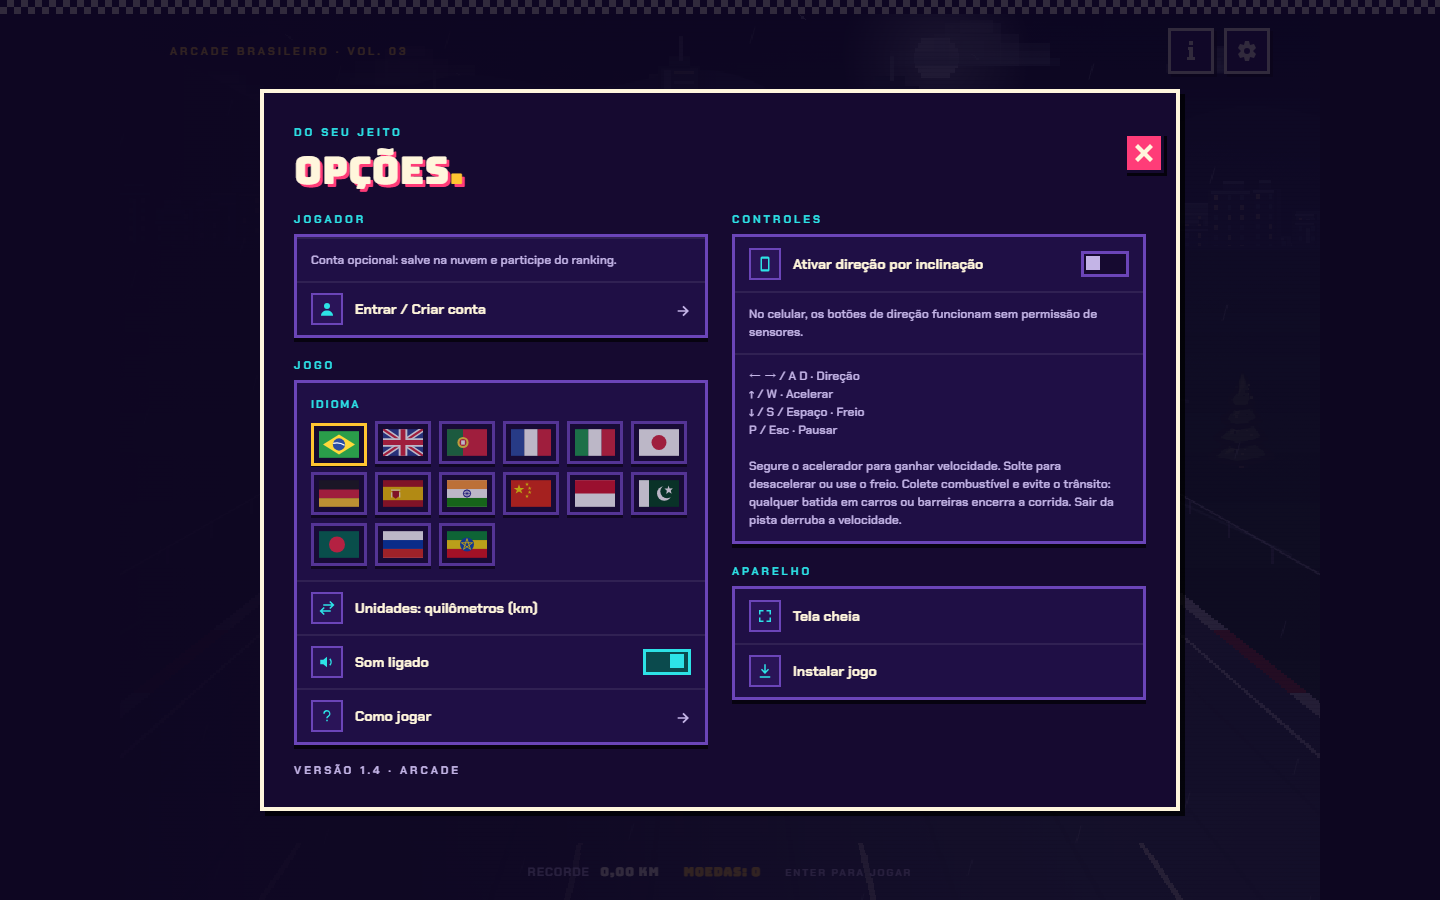 ARCADE BRASILEIRO · VOL. 03
DO SEU JEITO
OPÇÕES.
JOGADOR
Conta opcional: salve na nuvem e participe do ranking.
Entrar / Criar conta →
JOGO
IDIOMA
Unidades: quilômetros (km)
Som ligado
? Como jogar →
VERSÃO 1.4 · ARCADE
CONTROLES
Ativar direção por inclinação
No celular, os botões de direção funcionam sem permissão de
sensores.
← → / A D · Direção
↑ / W · Acelerar
↓ / S / Espaço · Freio
P / Esc · Pausar
Segure o acelerador para ganhar velocidade. Solte para
desacelerar ou use o freio. Colete combustível e evite o trânsito:
qualquer batida em carros ou barreiras encerra a corrida. Sair da
pista derruba a velocidade.
APARELHO
Tela cheia
Instalar jogo
RECORDE 0,00 KM MOEDAS: 0 ENTER PARA JOGAR